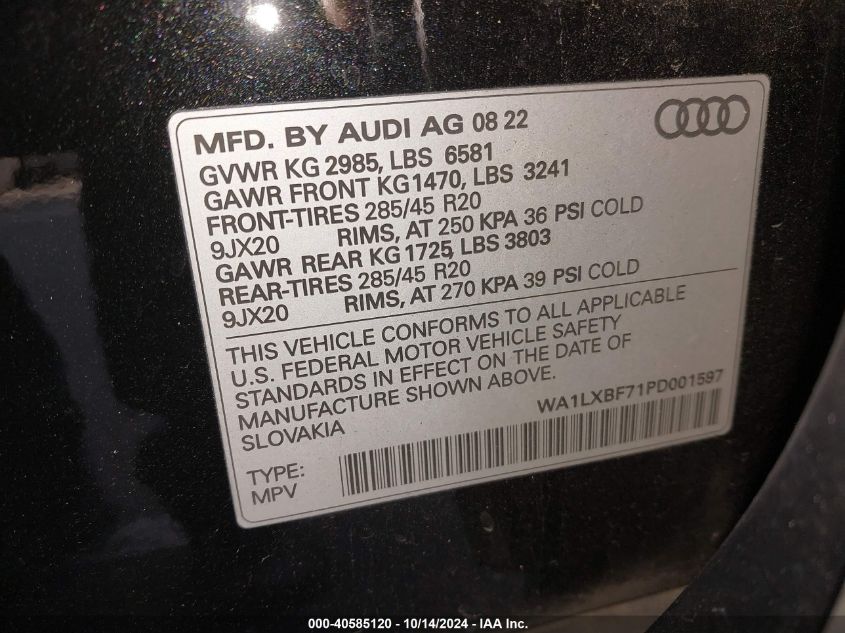 MFD. BY AUDI AG 08 22
GVWR KG 2985, LBS 6581
GAWR FRONT KG1470, LBS 3241
FRONT-TIRES 285/45 R20
9JX20 RIMS, AT 250 KPA 36 PSI COLD
GAWR REAR KG 1725, LBS 3803
REAR-TIRES 285/45 R20
9JX20 RIMS, AT 270 KPA 39 PSI COLD
THIS VEHICLE CONFORMS TO ALL APPLICABLE
U.S. FEDERAL MOTOR VEHICLE SAFETY
STANDARDS IN EFFECT ON THE DATE OF
MANUFACTURE SHOWN ABOVE.
SLOVAKIA
WA1LXBF71PD001597
TYPE:
MPV
000-40585120 - 10/14/2024 - IAA Inc.